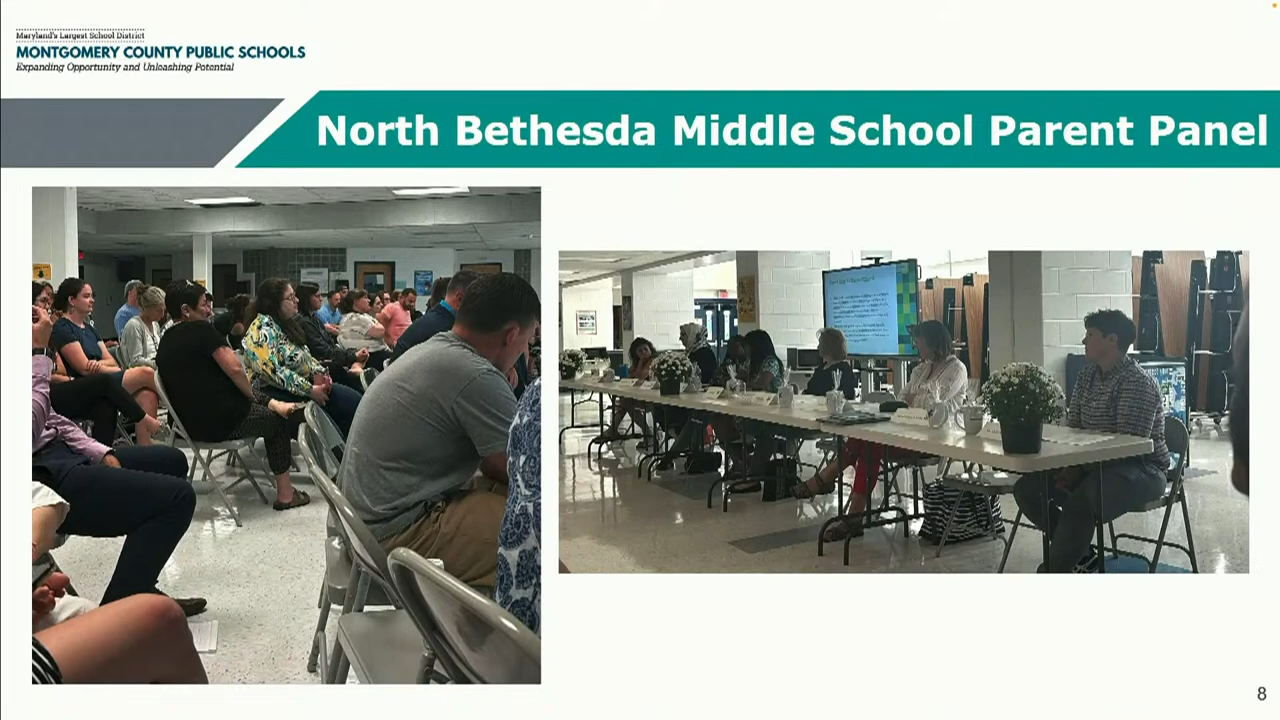 Maryland's Largest School District
MONTGOMERY COUNTY PUBLIC SCHOOLS
Expanding Opportunity and Unleashing Potential
North Bethesda Middle School Parent Panel
8